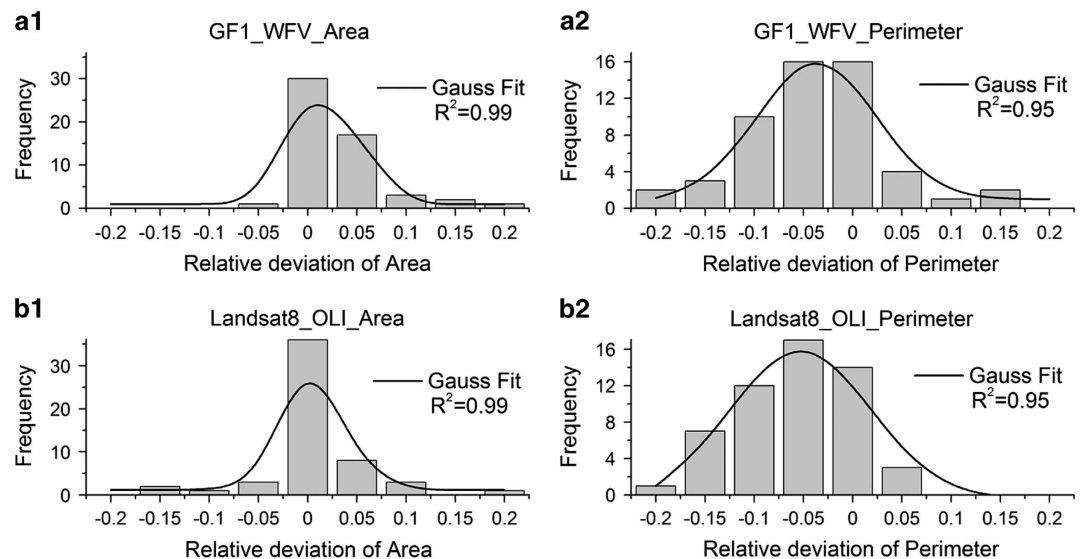 a1
GF1_WFV_Area
Frequency
30
20
10
0
Gauss Fit
R²=0.99
-0.2 -0.15 -0.1 -0.05 0 0.05 0.1 0.15 0.2
Relative deviation of Area
a2
GF1_WFV_Perimeter
Frequency
16
12
8
4
0
Gauss Fit
R²=0.95
-0.2 -0.15 -0.1 -0.05 0 0.05 0.1 0.15 0.2
Relative deviation of Perimeter
b1
Landsat8_OLI_Area
Frequency
30
20
10
0
Gauss Fit
R²=0.99
-0.2 -0.15 -0.1 -0.05 0 0.05 0.1 0.15 0.2
Relative deviation of Area
b2
Landsat8_OLI_Perimeter
Frequency
16
12
8
4
0
Gauss Fit
R²=0.95
-0.2 -0.15 -0.1 -0.05 0 0.05 0.1 0.15 0.2
Relative deviation of Perimeter